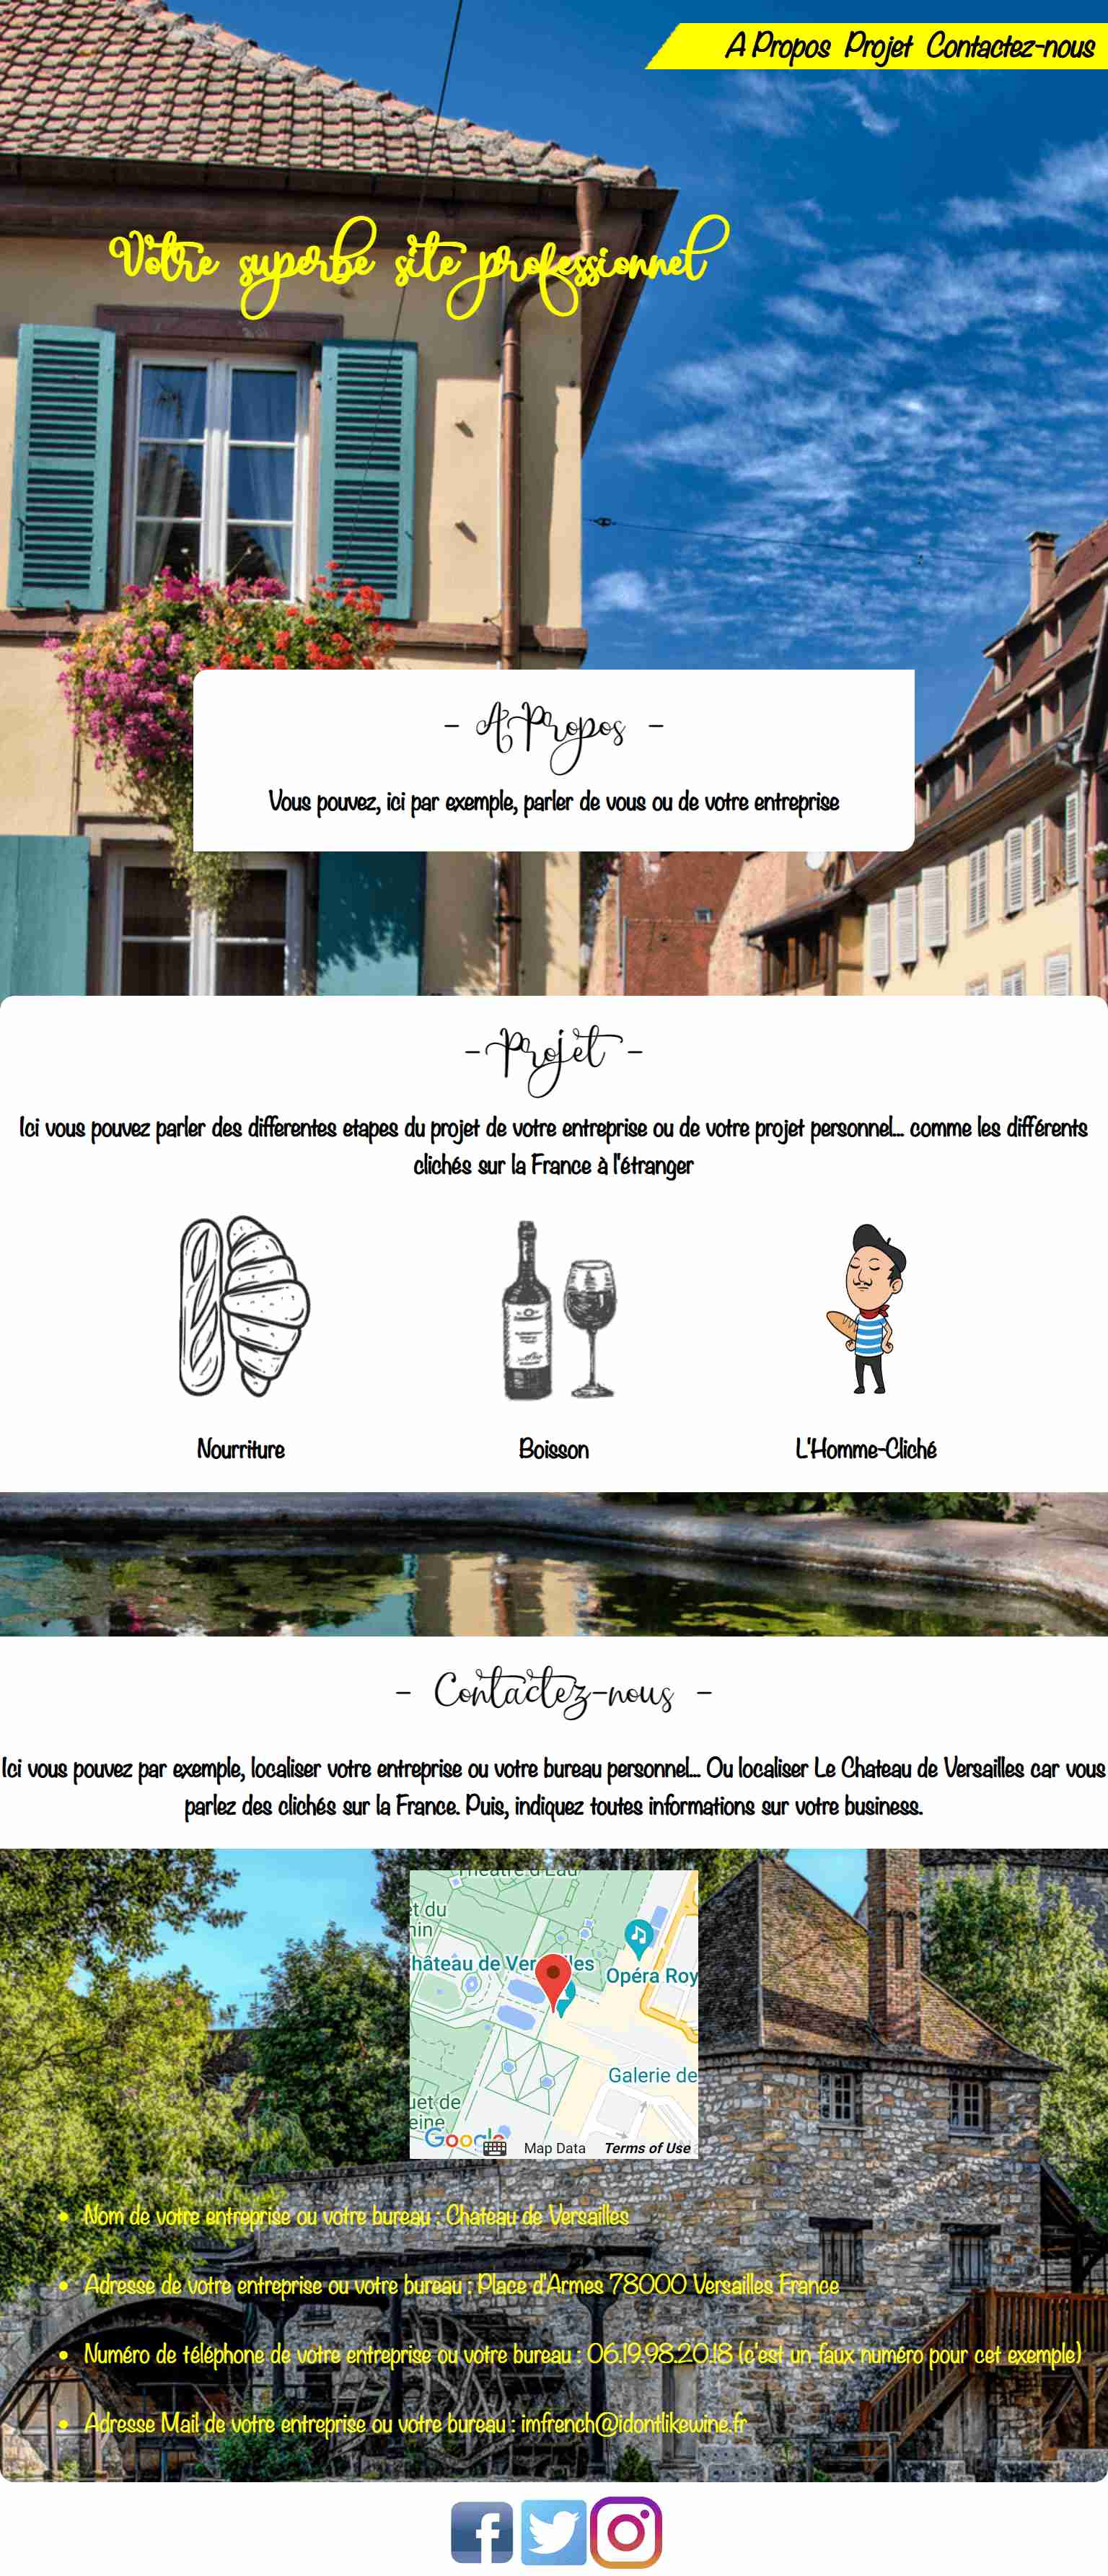 A Propos Projet Contactez-nous
Votre superbe site professionnel
- A Propos -
Vous pouvez, ici par exemple, parler de vous ou de votre entreprise
- Projet -
Ici vous pouvez parler des differentes etapes du projet de votre entreprise ou de votre projet personnel... comme les différents
clichés sur la France à l'étranger
Nourriture
Boisson
L'Homme-Cliché
- Contactez-nous -
Ici vous pouvez par exemple, localiser votre entreprise ou votre bureau personnel... Ou localiser Le Chateau de Versailles car vous
parlez des clichés sur la France. Puis, indiquez toutes informations sur votre business.
Théâtre d'Eau
et du
hâteau de Ver es
Opéra Roy
Galerie de
uet de
eine
Google
Map Data
Terms of Use
Nom de votre entreprise ou votre bureau : Chateau de Versailles
Adresse de votre entreprise ou votre bureau : Place d'Armes 78000 Versailles France
Numéro de téléphone de votre entreprise ou votre bureau : 06.19.98.20.18 (c'est un faux numéro pour cet exemple)
Adresse Mail de votre entreprise ou votre bureau : imfrench@idontlikewine.fr